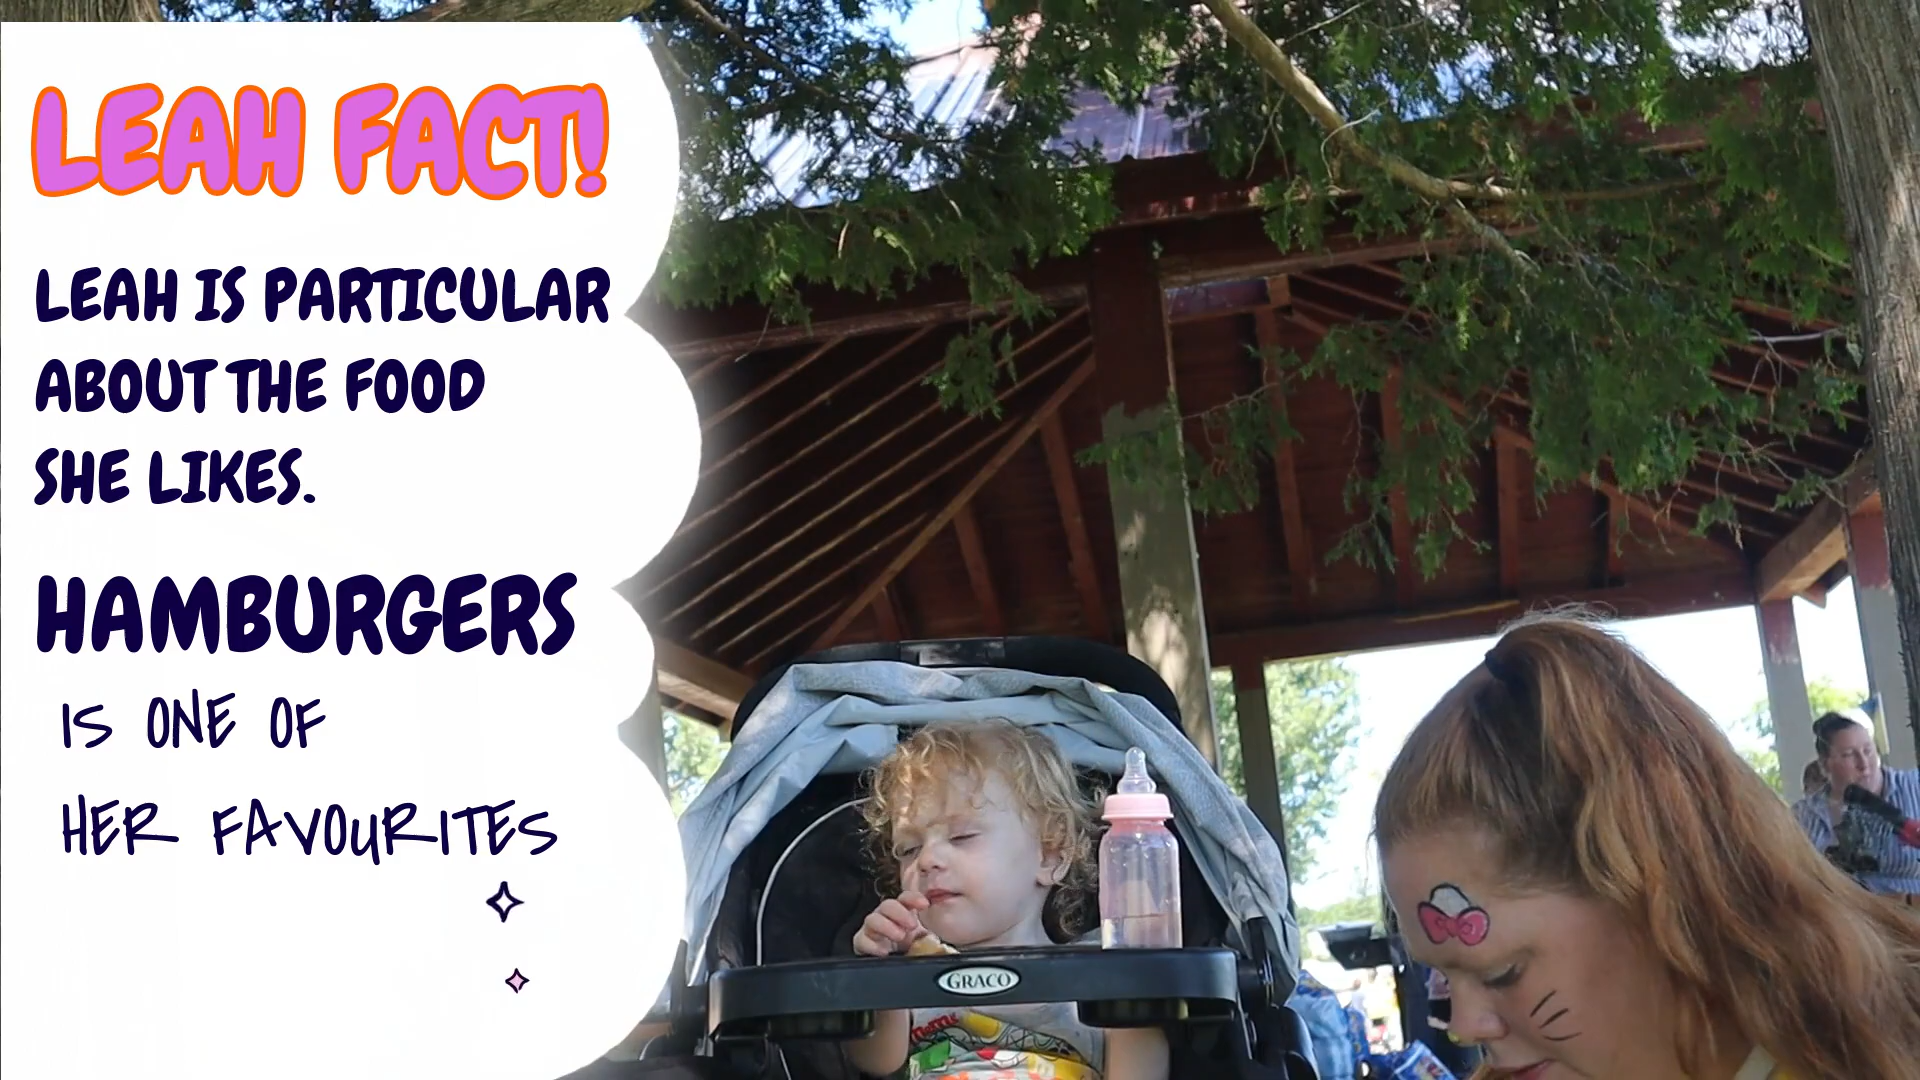 LEAH FACT!
LEAH IS PARTICULAR
ABOUT THE FOOD
SHE LIKES.
HAMBURGERS
IS ONE OF
HER FAVOURITES
GRACO